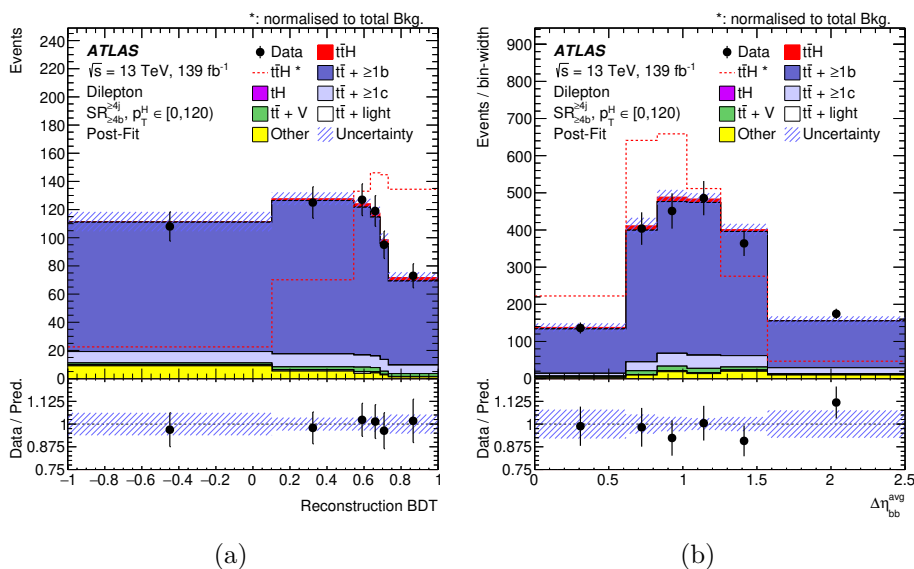 *: normalised to total Bkg.
Events
240
220
200
180
160
140
120
100
80
60
40
20
0
ATLAS
√s = 13 TeV, 139 fb⁻¹
Dilepton
SR≥4j ≥4b, pᴴT ∈ [0,120)
Post-Fit
Data
tt̄H
tt̄H *
tt̄ + ≥1b
tH
tt̄ + ≥1c
tt̄ + V
tt̄ + light
Other
Uncertainty
Data / Pred.
1.125
1
0.875
0.75
−1 −0.8 −0.6 −0.4 −0.2 0 0.2 0.4 0.6 0.8 1
Reconstruction BDT
(a)
*: normalised to total Bkg.
Events / bin-width
900
800
700
600
500
400
300
200
100
0
ATLAS
√s = 13 TeV, 139 fb⁻¹
Dilepton
SR≥4j ≥4b, pᴴT ∈ [0,120)
Post-Fit
Data
tt̄H
tt̄H *
tt̄ + ≥1b
tH
tt̄ + ≥1c
tt̄ + V
tt̄ + light
Other
Uncertainty
Data / Pred.
1.125
1
0.875
0.75
0 0.5 1 1.5 2 2.5
Δηavg bb
(b)